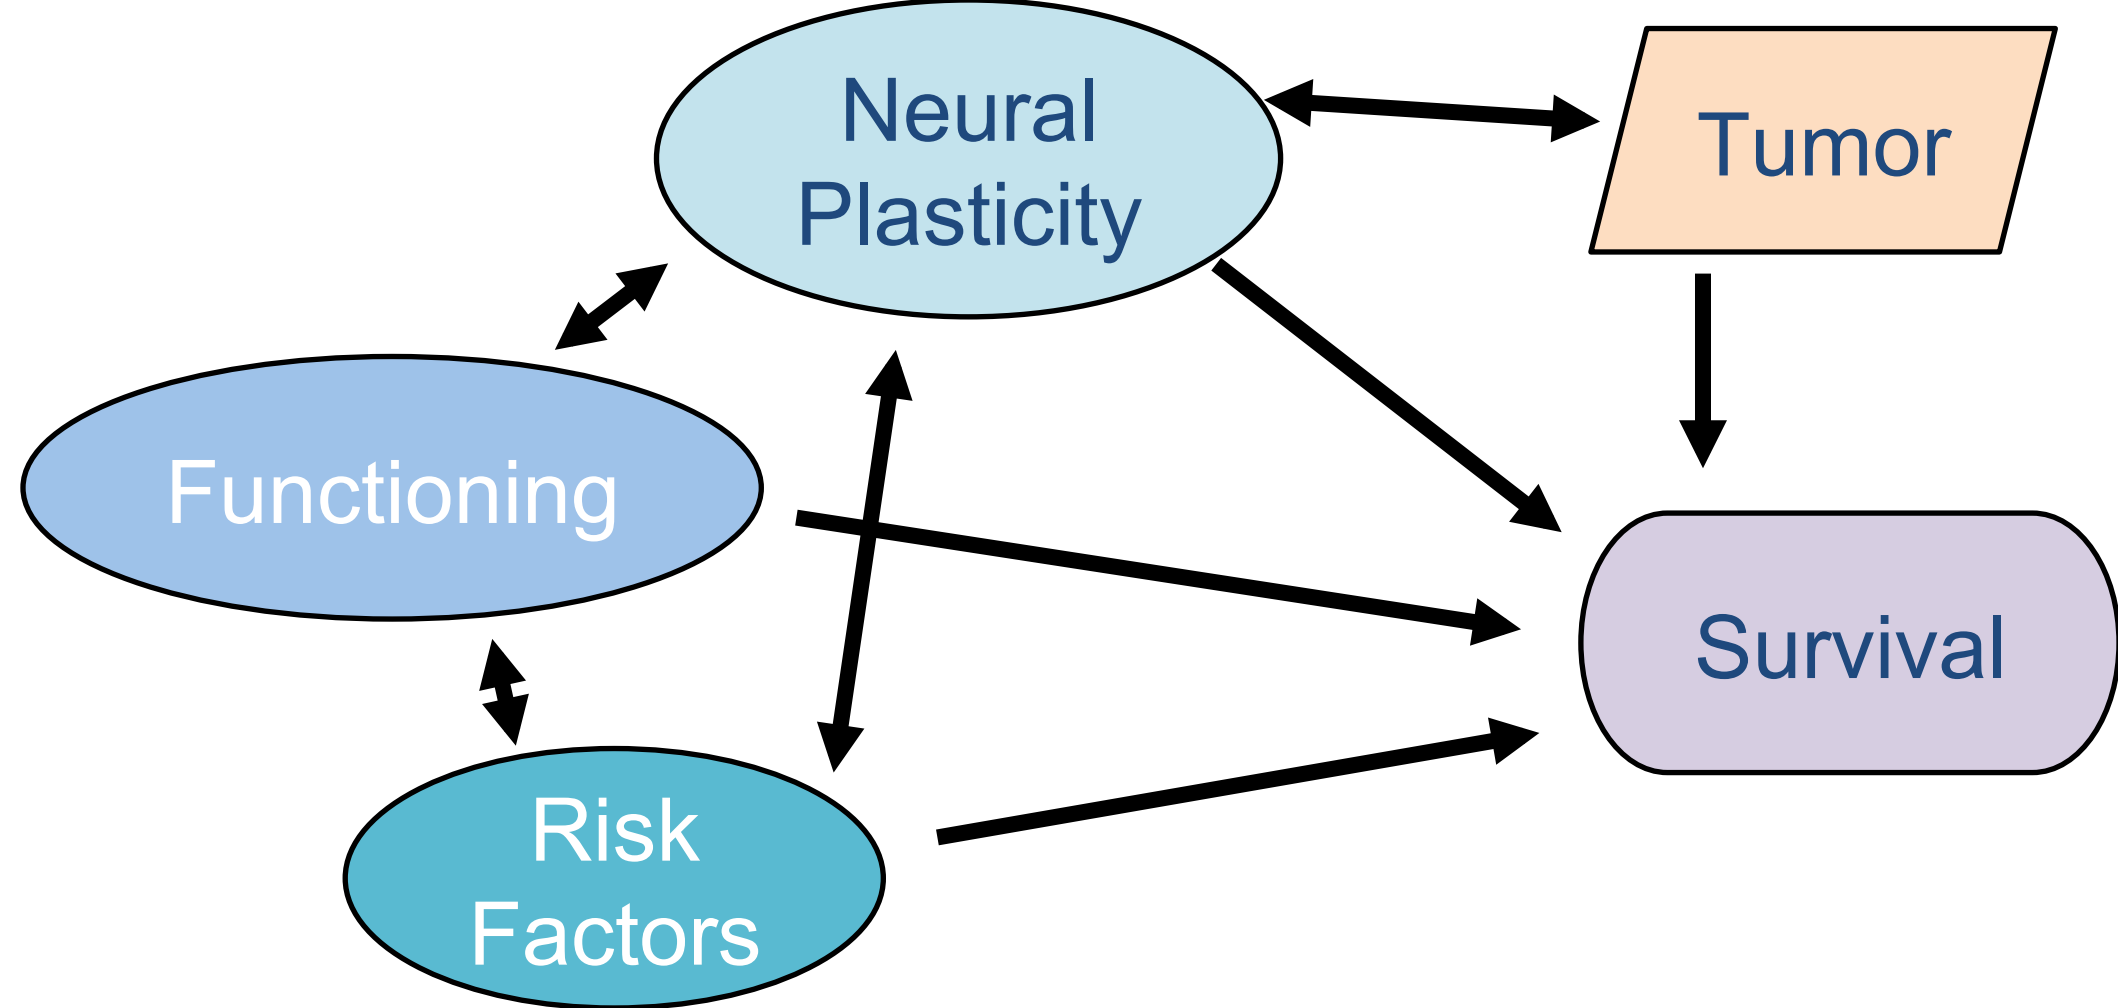 Neural
Plasticity
Tumor
Functioning
Survival
Risk
Factors